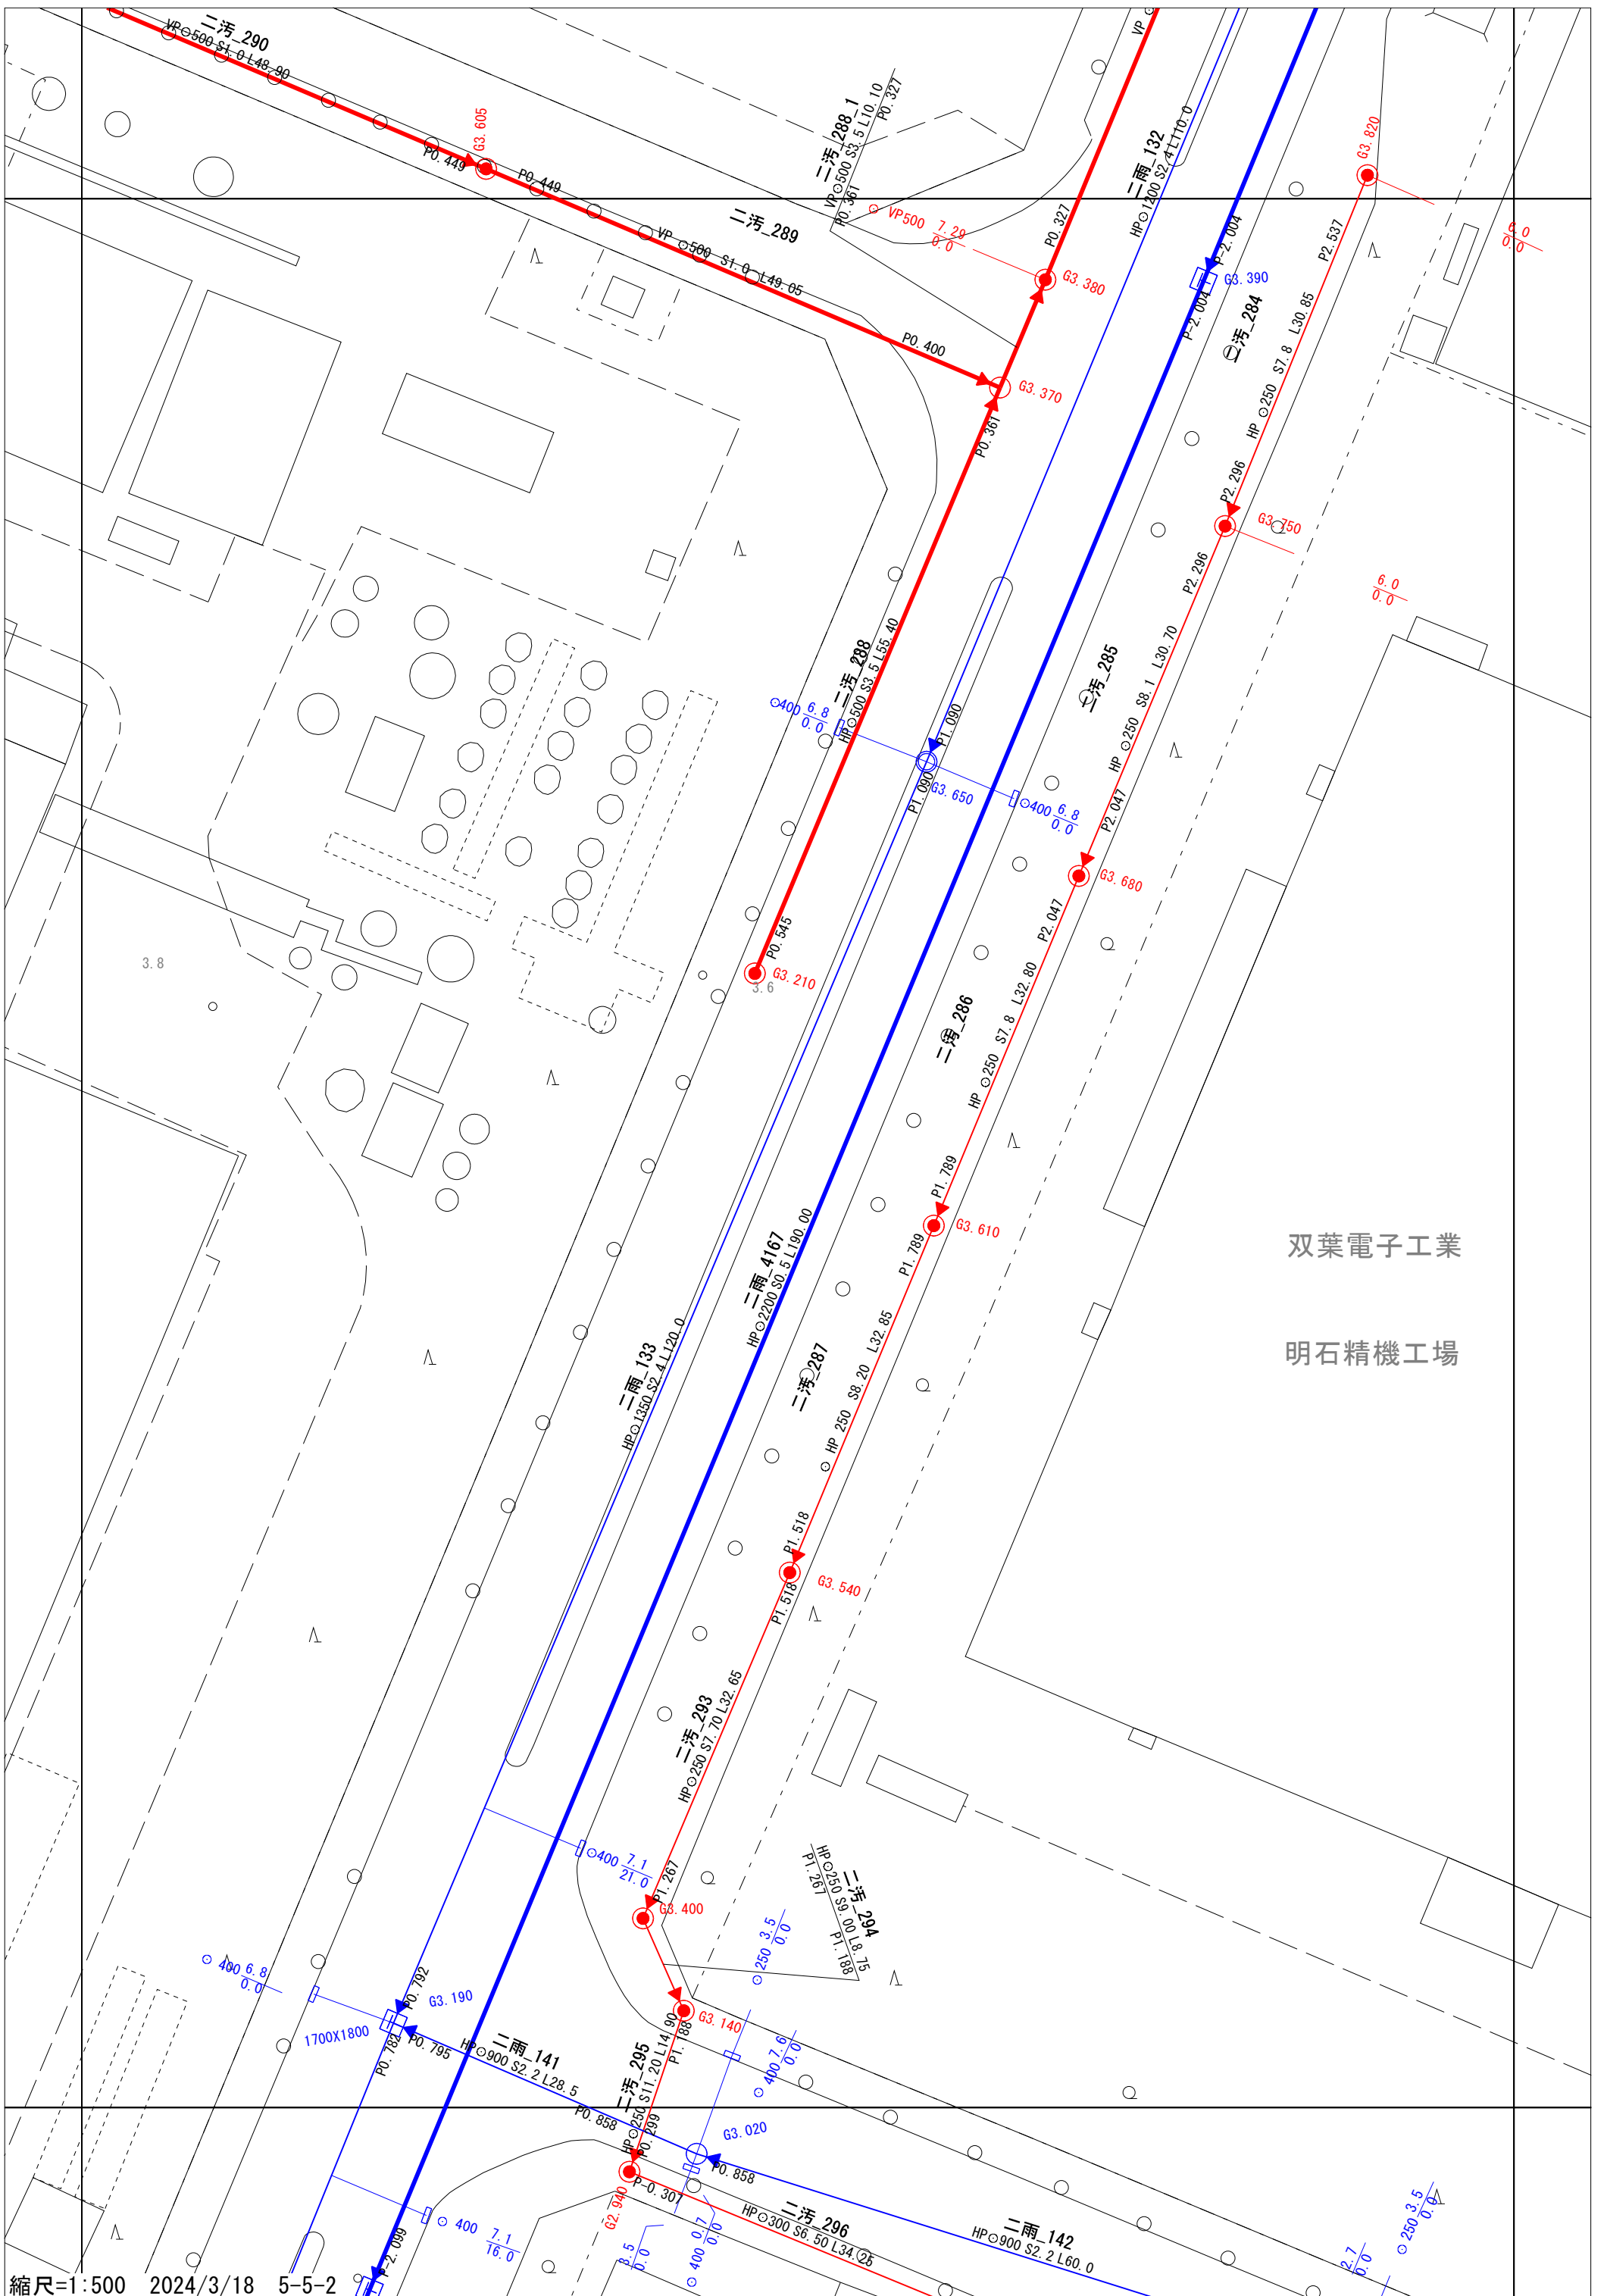 二汚_290
VP⊙500 S1.0 L48.90
G3.605
P0.449
P0.449
二汚_289
VP ⊙500 S1.0 L49.05
P0.400
二汚_288_1
VP⊙500 S3.5 L10.10
P0.327
P0.361
⊙ VP500 7.29
0.0
P0.327
G3.380
G3.370
P0.361
VP ⊙
二雨_132
HP⊙1200 S2.4 L110.0
P-2.004
G3.390
P-2.004
G3.820
6.0
0.0
P2.537
二汚_284
HP ⊙250 S7.8 L30.85
P2.296
G3.750
6.0
0.0
P2.296
二汚_285
HP ⊙250 S8.1 L30.70
P2.047
G3.680
P2.047
二汚_288
HP⊙500 S3.5 L55.40
⊙400 6.8
0.0
P1.090
G3.650
P1.090
⊙400 6.8
0.0
P0.545
G3.210
3.6
3.8
二汚_286
HP ⊙250 S7.8 L32.80
P1.789
G3.610
P1.789
双葉電子工業
明石精機工場
二雨_4167
HP⊙2200 S0.5 L190.00
二雨_133
HP⊙1350 S2.4 L120.0
二汚_287
⊙ HP 250 S8.20 L32.85
P1.518
G3.540
P1.518
二汚_293
HP⊙250 S7.70 L32.65
P1.267
G3.400
⊙400 7.1
21.0
二汚_294
HP⊙250 S9.00 L8.75
P1.267
P1.188
⊙ 250 3.5
0.0
⊙ 400 6.8
0.0
P0.792
G3.190
1700X1800
P0.782
P0.795
二雨_141
HP⊙900 S2.2 L28.5
P0.858
G3.140
P1.188
二汚_295
HP⊙250 S11.20 L14.90
P0.299
⊙ 400 7.6
0.0
G3.020
P0.858
G2.940
P-0.307
二汚_296
HP⊙300 S6.50 L34.25
二雨_142
HP⊙900 S2.2 L60.0
⊙ 400 7.1
16.0
P-2.099
3.5
0.0
⊙ 400 0.7
0.0
2.7
0.0
⊙ 250 3.5
0.0
縮尺=1:500 2024/3/18 5-5-2